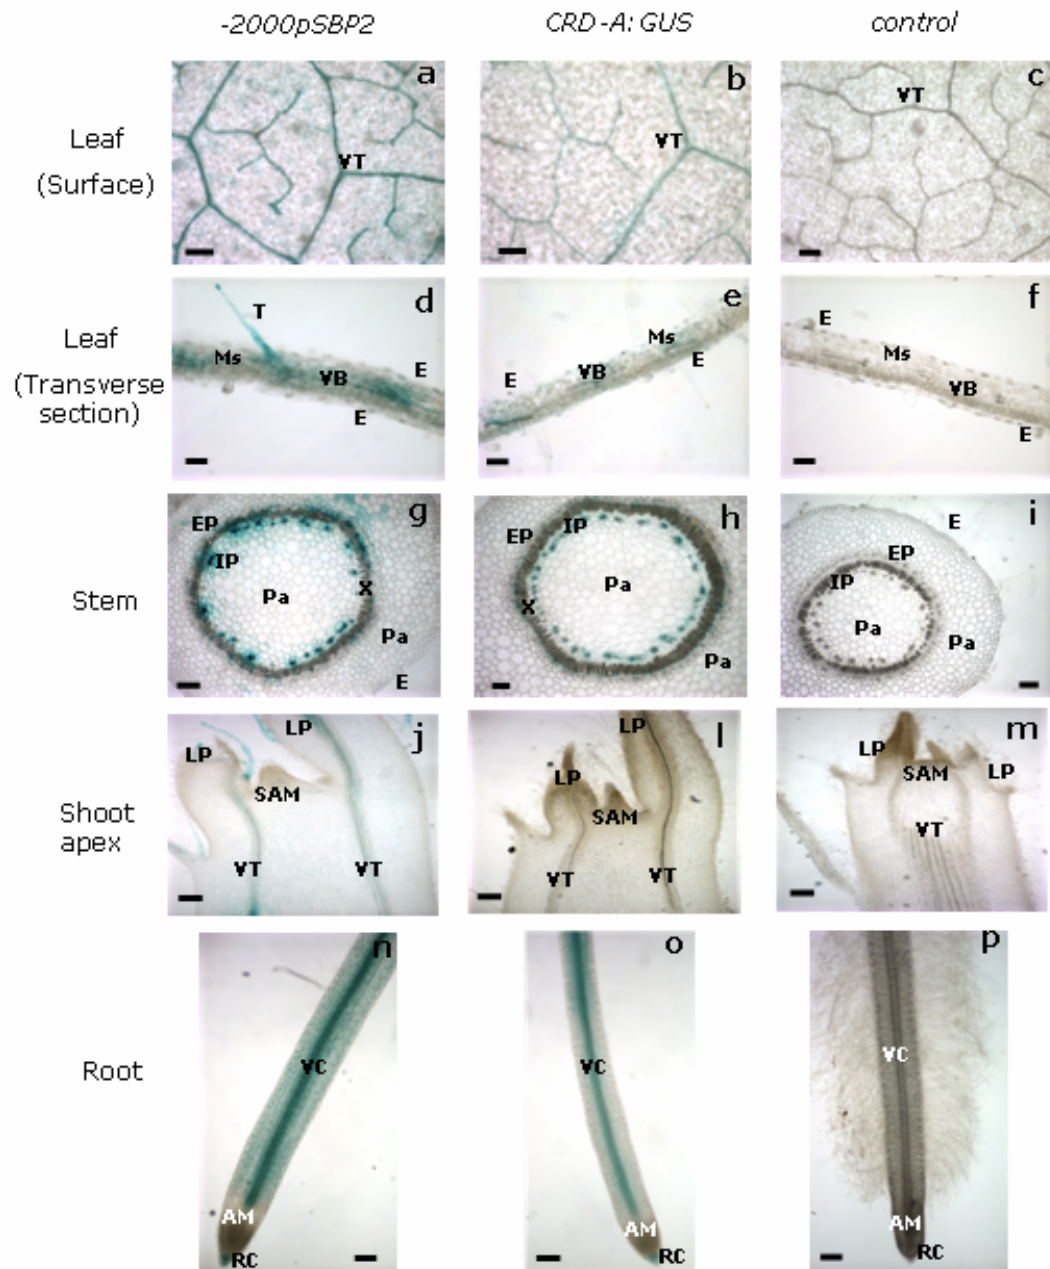 -2000pSBP2 CRD-A: GUS control
Leaf
(Surface)
a
VT
b
VT
c
VT
Leaf
(Transverse
section)
d
T
Ms
VB
E
E
e
Ms
E
E
VB
f
E
Ms
VB
E
Stem
g
EP
IP
Pa
X
Pa
E
h
EP
IP
Pa
X
Pa
i
E
EP
IP
Pa
Pa
Shoot
apex
j
LP
LP
SAM
VT
VT
l
LP
LP
SAM
VT
VT
m
LP
SAM
LP
VT
Root
n
VC
AM
RC
o
VC
AM
RC
p
VC
AM
RC